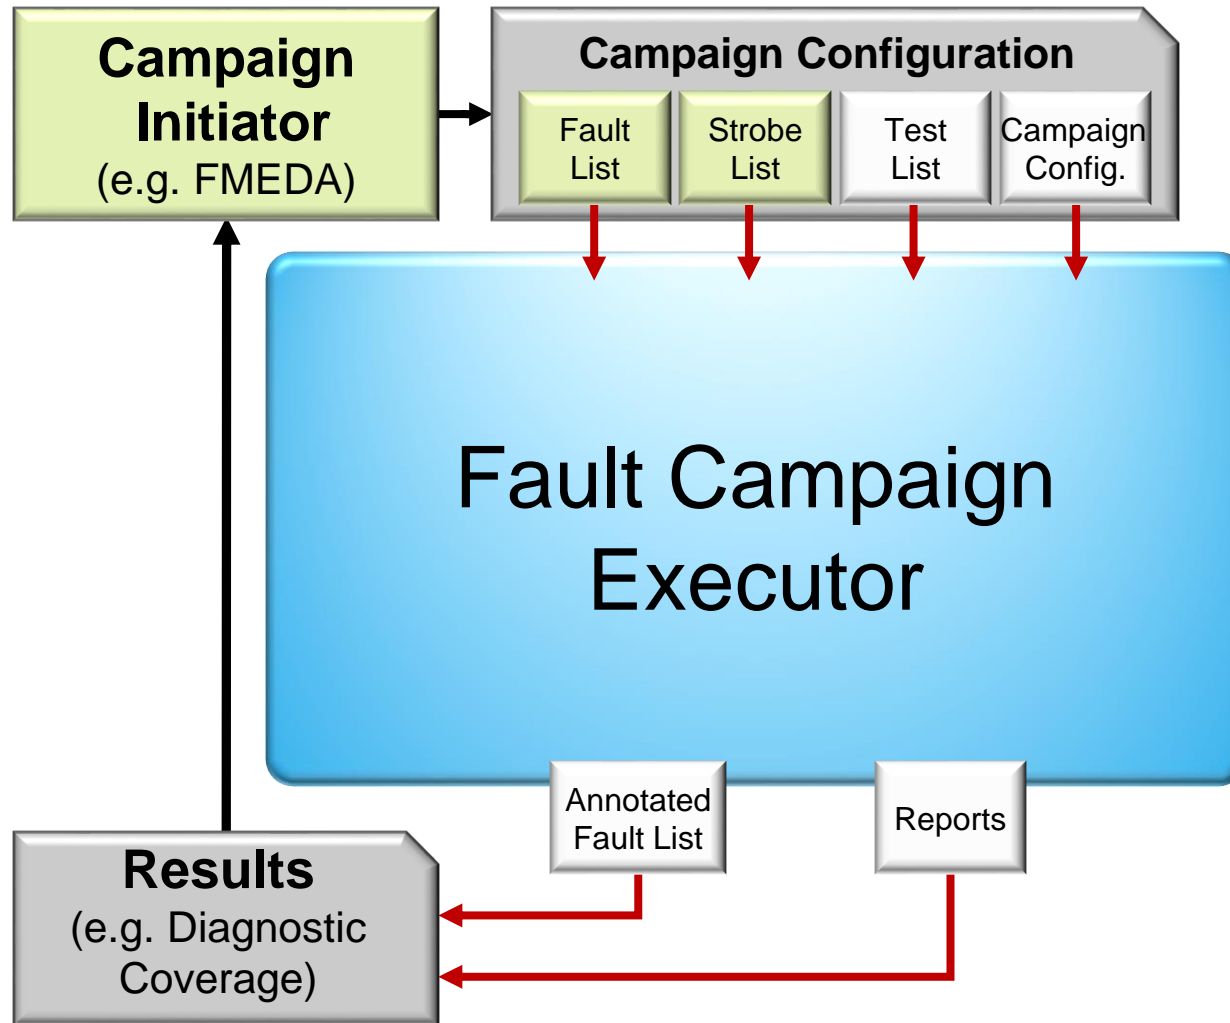 Campaign
Initiator
(e.g. FMEDA)
Campaign Configuration
Fault
List
Strobe
List
Test
List
Campaign
Config.
Fault Campaign
Executor
Annotated
Fault List
Reports
Results
(e.g. Diagnostic
Coverage)